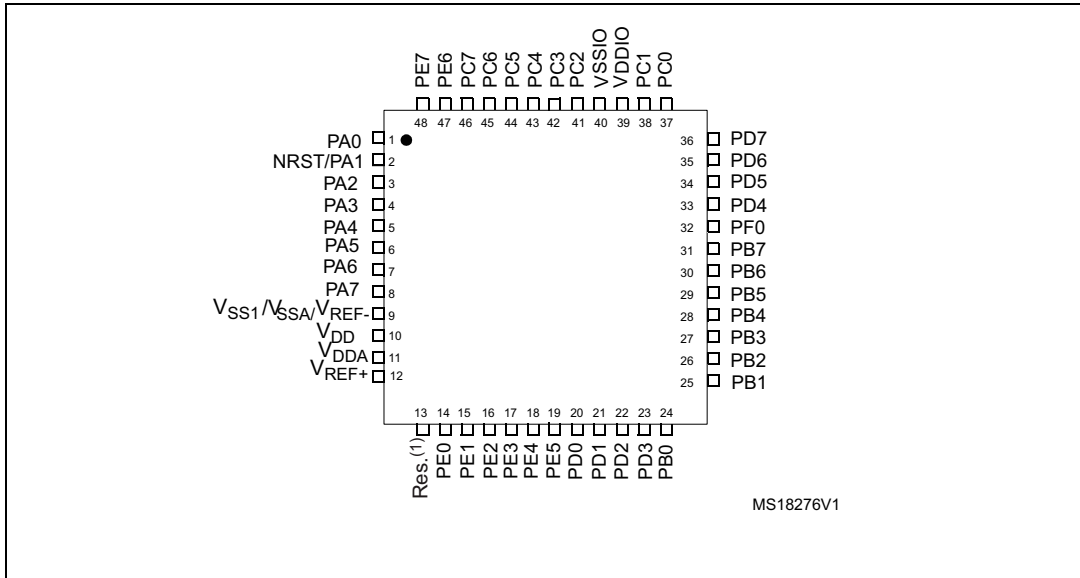 PE7
PE6
PC7
PC6
PC5
PC4
PC3
PC2
VSSIO
VDDIO
PC1
PC0
48
47
46
45
44
43
42
41
40
39
38
37
PA0 1
NRST/PA1 2
PA2 3
PA3 4
PA4 5
PA5 6
PA6 7
PA7 8
VSS1/VSSA/VREF- 9
VDD 10
VDDA 11
VREF+ 12
36 PD7
35 PD6
34 PD5
33 PD4
32 PF0
31 PB7
30 PB6
29 PB5
28 PB4
27 PB3
26 PB2
25 PB1
13
14
15
16
17
18
19
20
21
22
23
24
Res.(1)
PE0
PE1
PE2
PE3
PE4
PE5
PD0
PD1
PD2
PD3
PB0
MS18276V1